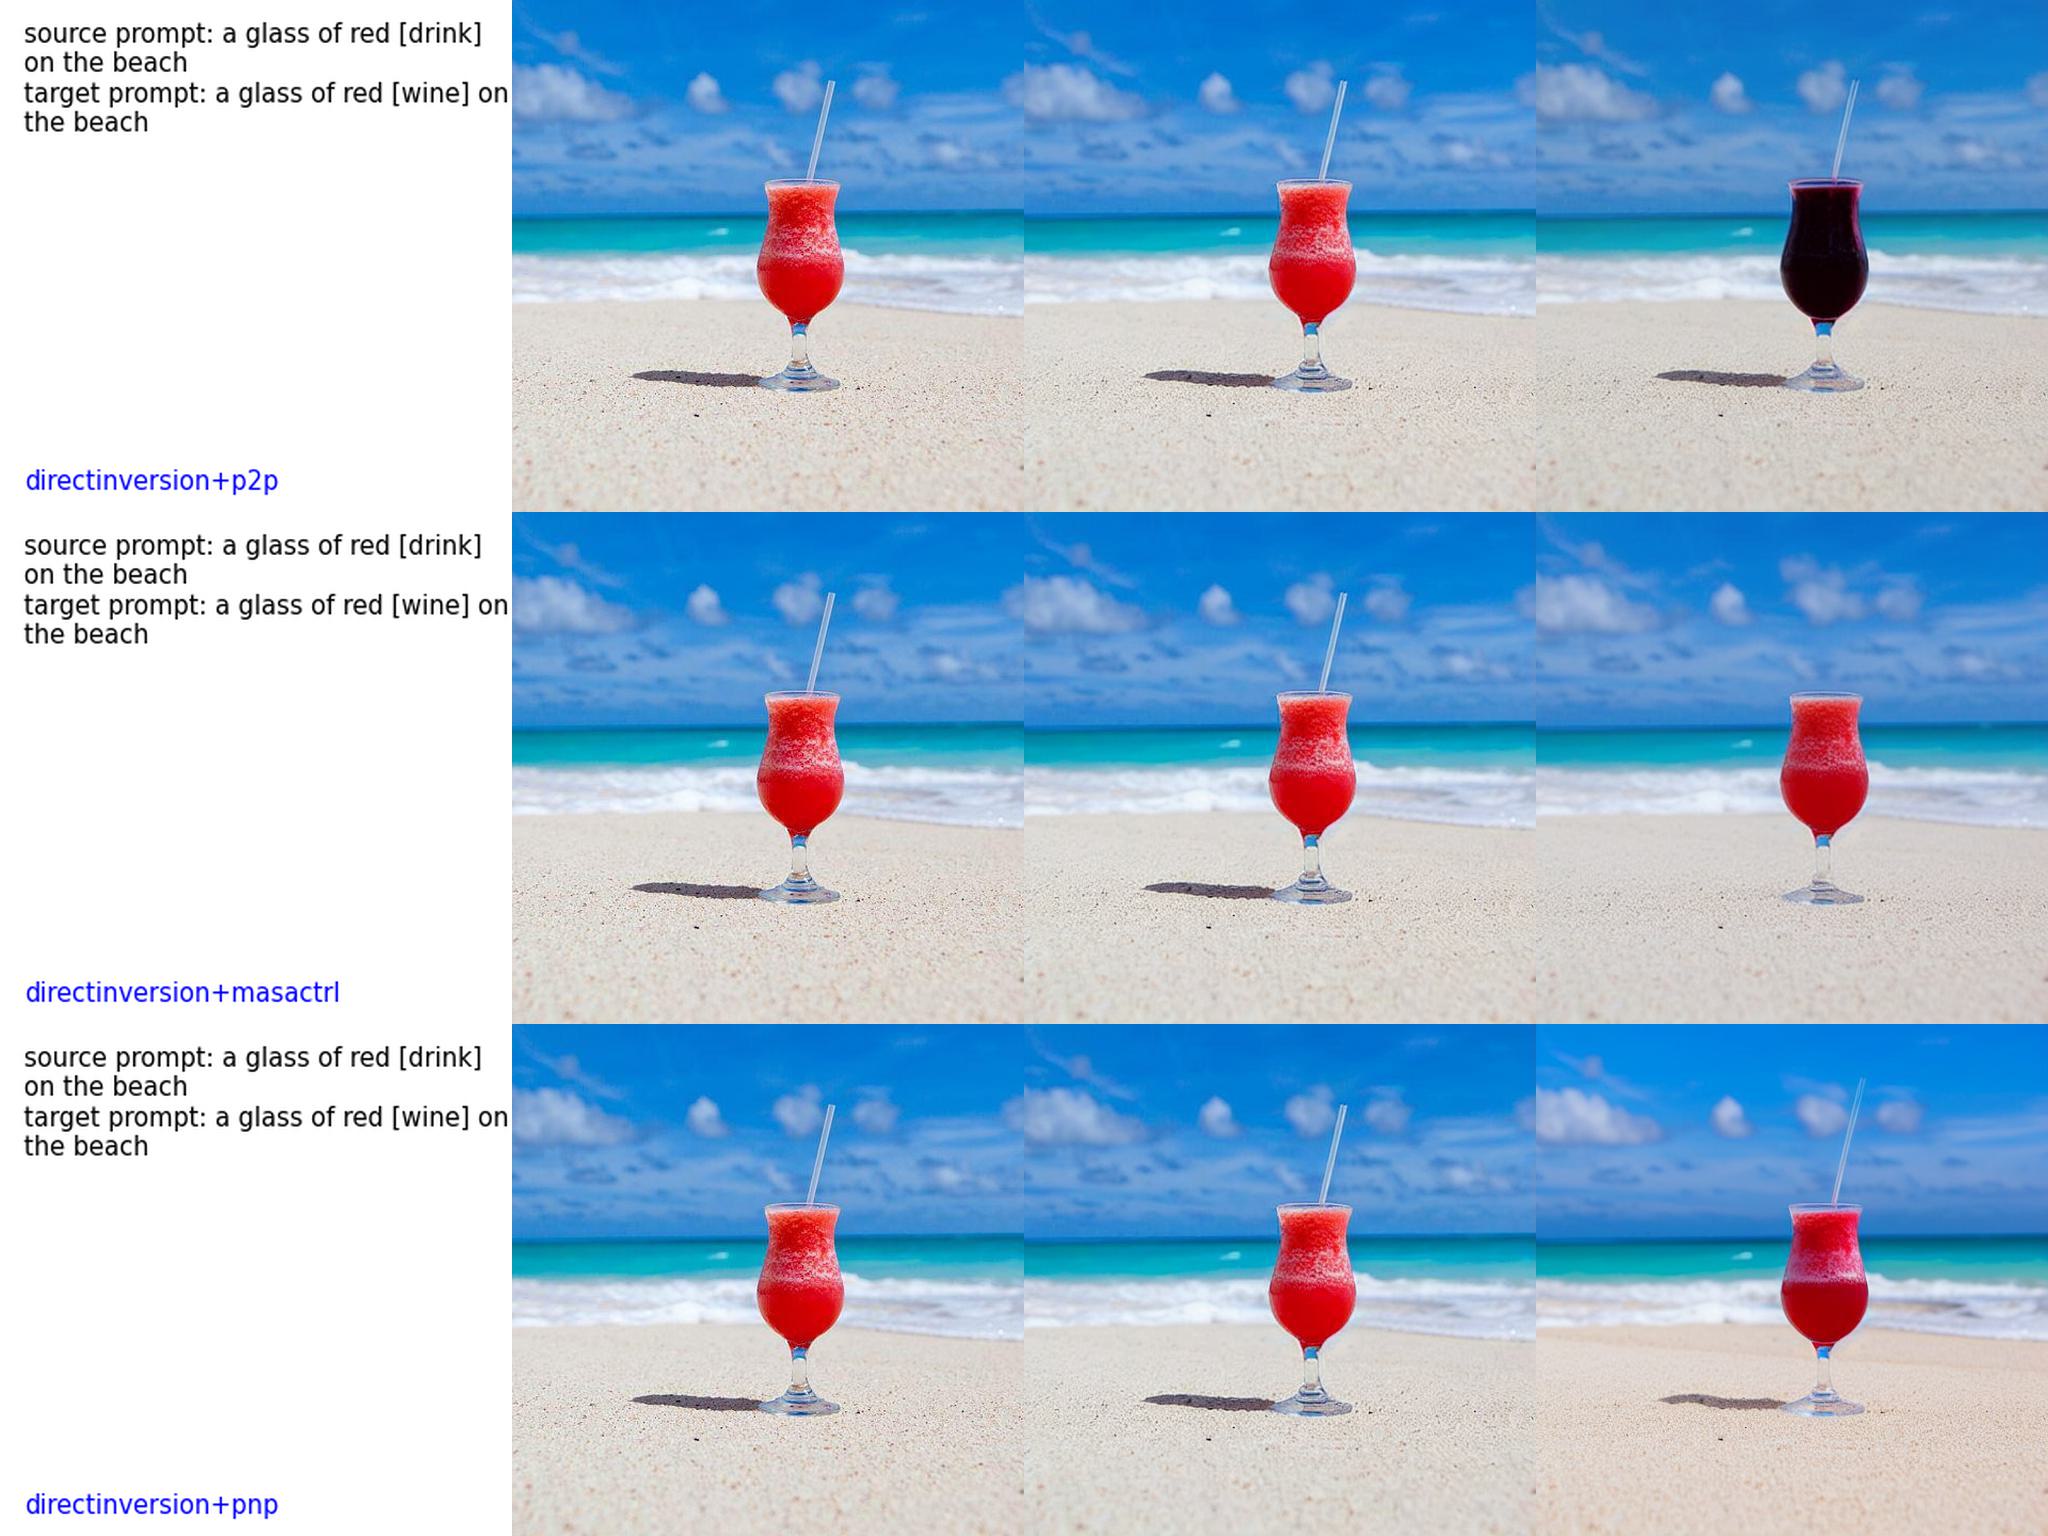 source prompt: a glass of red [drink]
on the beach
target prompt: a glass of red [wine] on
the beach
directinversion+p2p
source prompt: a glass of red [drink]
on the beach
target prompt: a glass of red [wine] on
the beach
directinversion+masactrl
source prompt: a glass of red [drink]
on the beach
target prompt: a glass of red [wine] on
the beach
directinversion+pnp